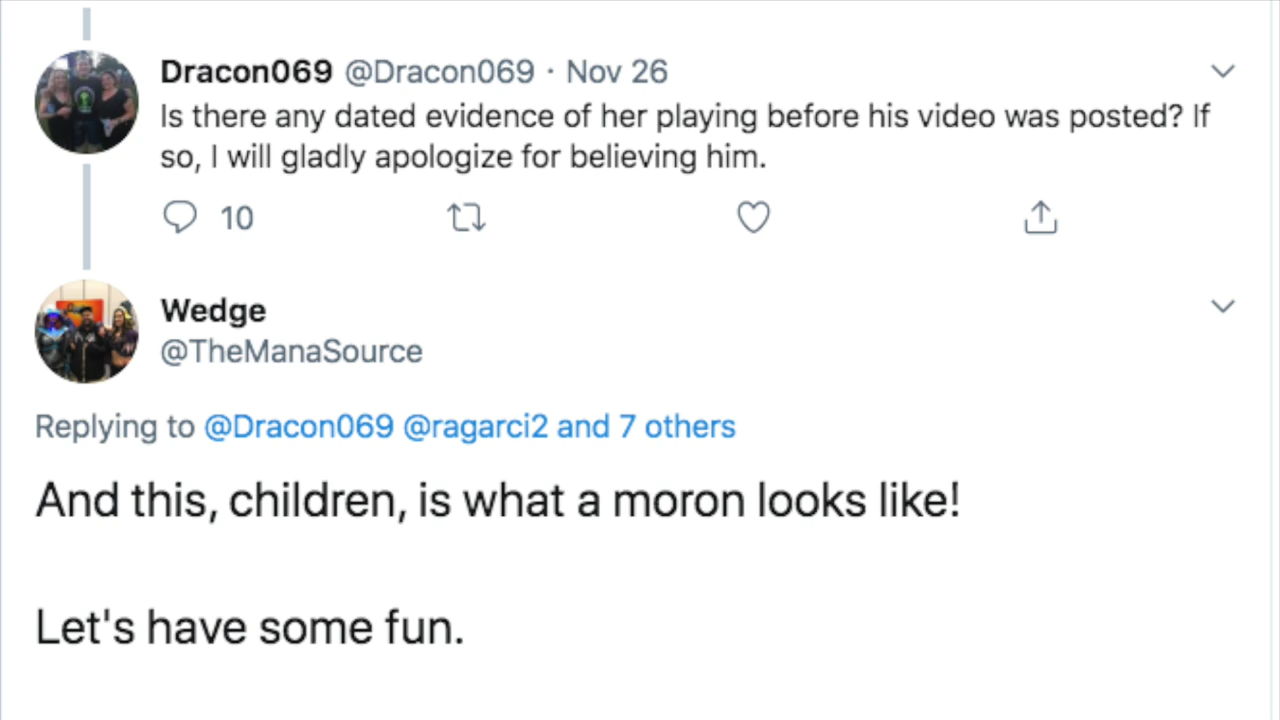 Dracon069 @Dracon069 · Nov 26
Is there any dated evidence of her playing before his video was posted? If
so, I will gladly apologize for believing him.
10
Wedge
@TheManaSource
Replying to @Dracon069 @ragarci2 and 7 others
And this, children, is what a moron looks like!
Let's have some fun.